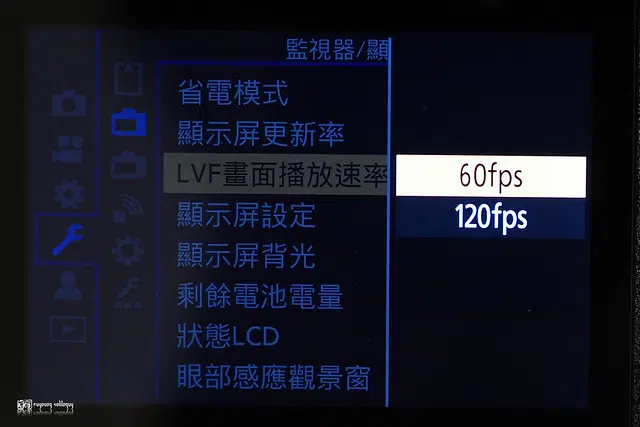 監視器/顯
省電模式
顯示屏更新率
LVF畫面播放速率
60fps
120fps
顯示屏設定
顯示屏背光
剩餘電池電量
狀態LCD
眼部感應觀景窗
ruyoung soliloquy